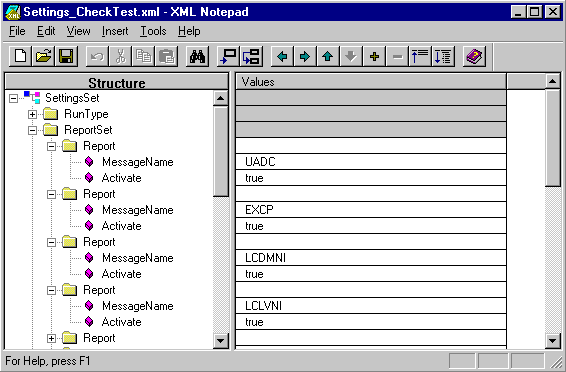 Settings_CheckTest.xml - XML Notepad
File Edit View Insert Tools Help
Structure Values
SettingsSet
RunType
ReportSet
Report
MessageName UADC
Activate true
Report
MessageName EXCP
Activate true
Report
MessageName LCDMNI
Activate true
Report
MessageName LCLVNI
Activate true
Report
For Help, press F1